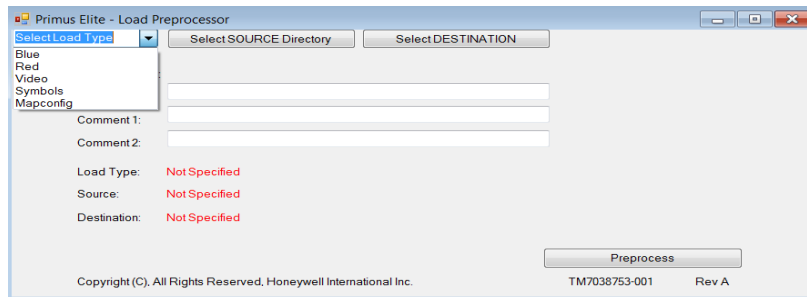 Primus Elite - Load Preprocessor
Select Load Type Select SOURCE Directory Select DESTINATION
Blue
Red
Video
Symbols
Mapconfig
Comment 1:
Comment 2:
Load Type: Not Specified
Source: Not Specified
Destination: Not Specified
Preprocess
Copyright (C), All Rights Reserved, Honeywell International Inc. TM7038753-001 Rev A